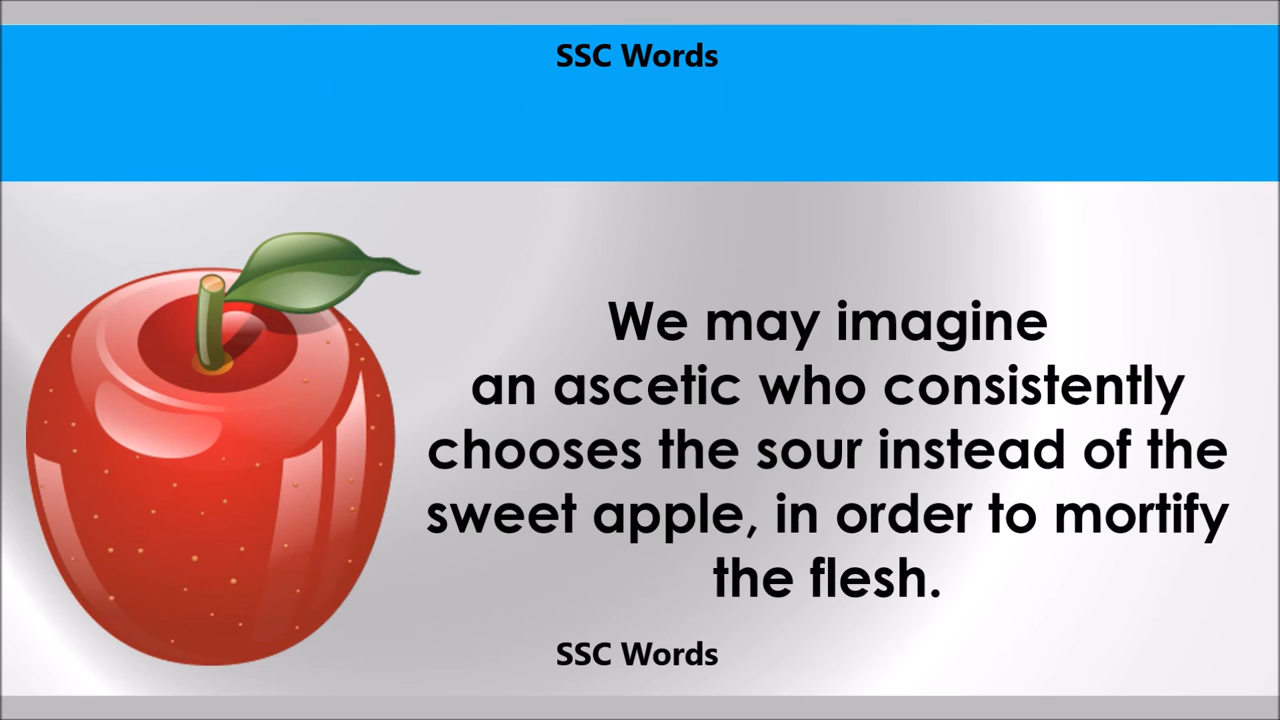 SSC Words
We may imagine
an ascetic who consistently
chooses the sour instead of the
sweet apple, in order to mortify
the flesh.
SSC Words